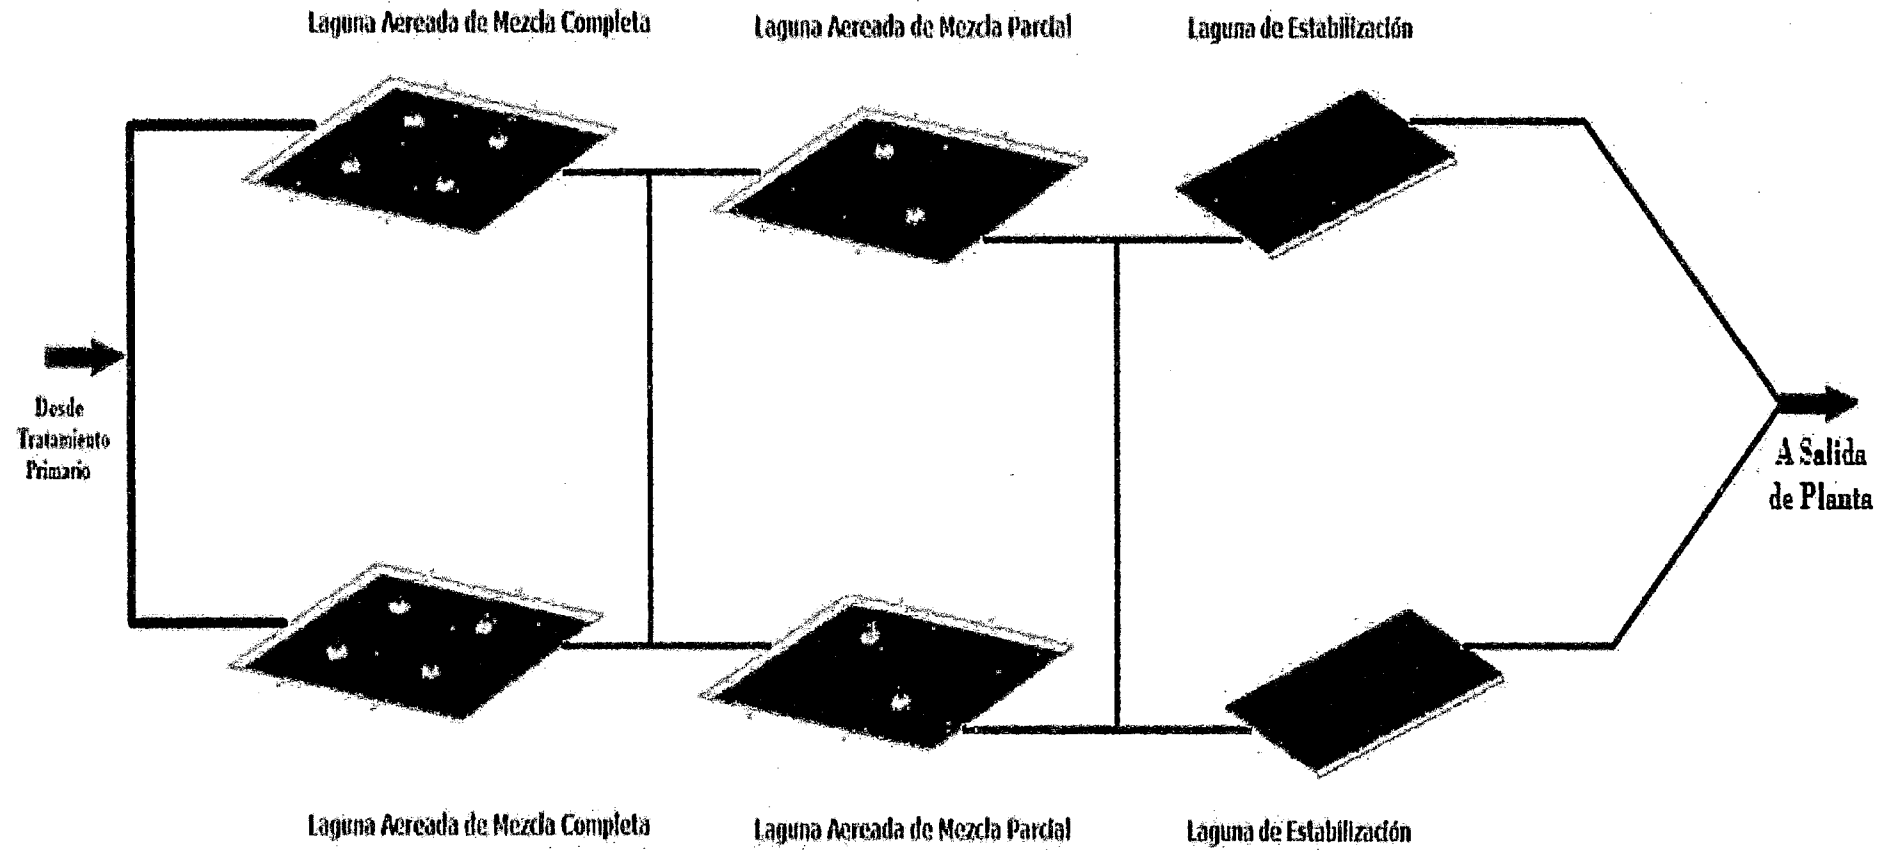 Laguna Aereada de Mezcla Completa
Laguna Aereada de Mezcla Parcial
Laguna de Estabilización
Desde
Tratamiento
Primario
A Salida
de Planta
Laguna Aereada de Mezcla Completa
Laguna Aereada de Mezcla Parcial
Laguna de Estabilización